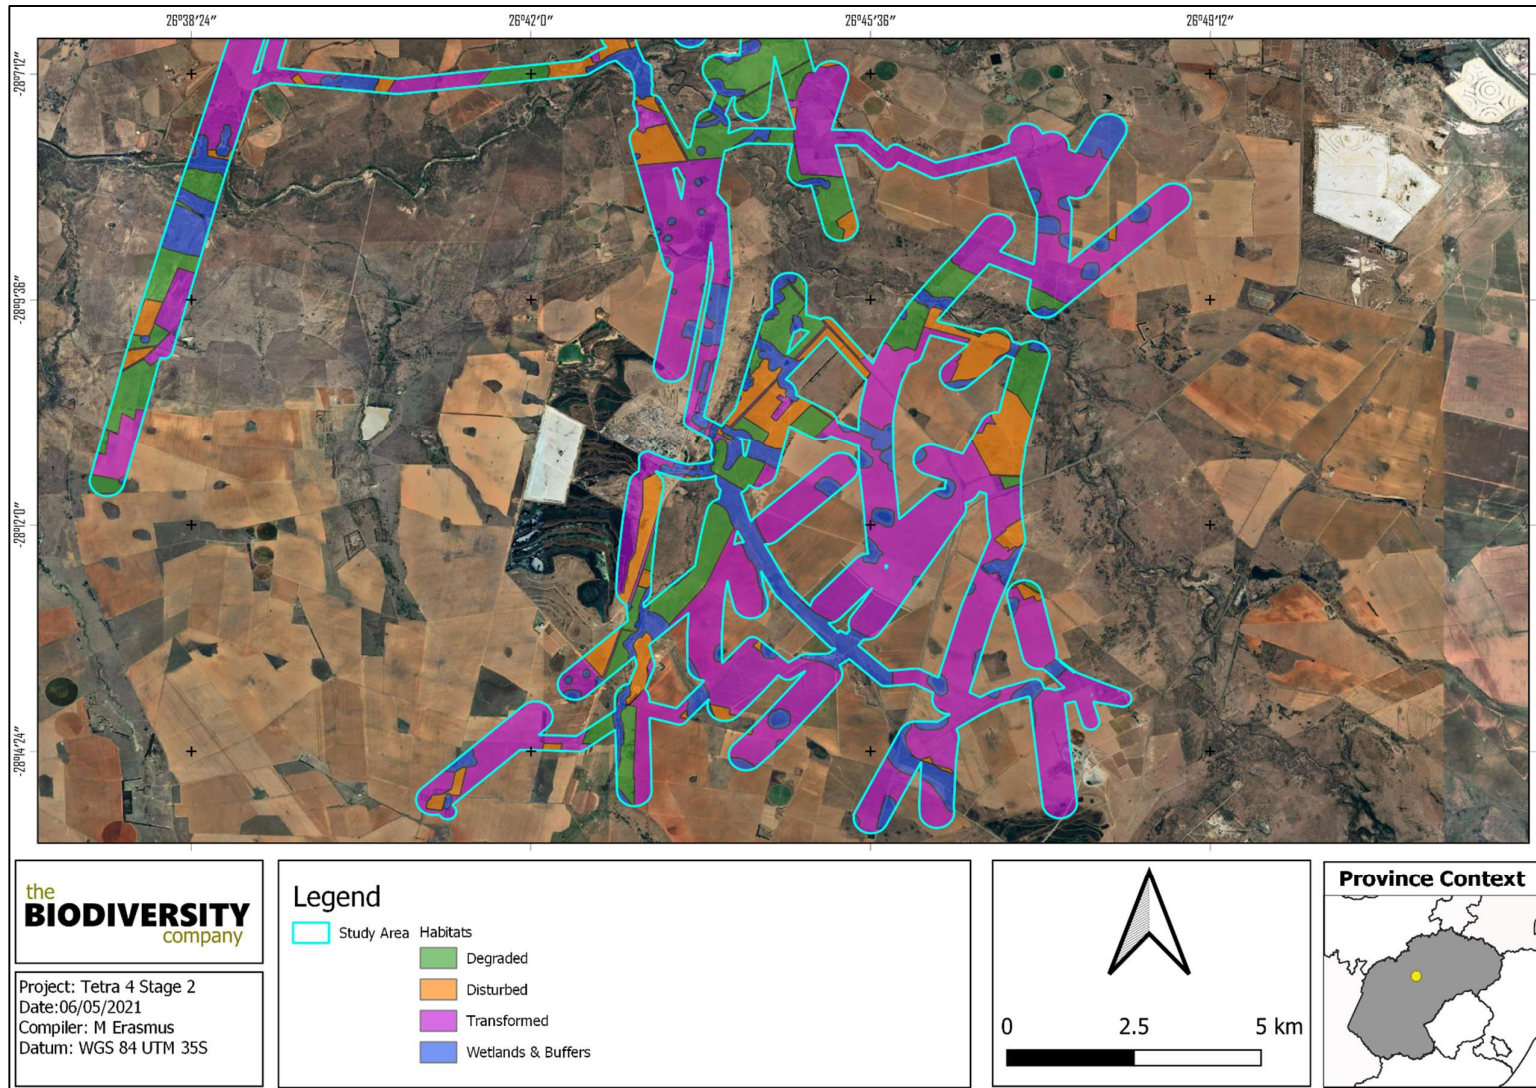 26°38'24" 26°42'0" 26°45'36" 26°49'12"
-28°7'12"
-28°9'36"
-28°12'0"
-28°14'24"
the
BIODIVERSITY
company
Project: Tetra 4 Stage 2
Date:06/05/2021
Compiler: M Erasmus
Datum: WGS 84 UTM 35S
Legend
Study Area
Habitats
Degraded
Disturbed
Transformed
Wetlands & Buffers
0 2.5 5 km
Province Context